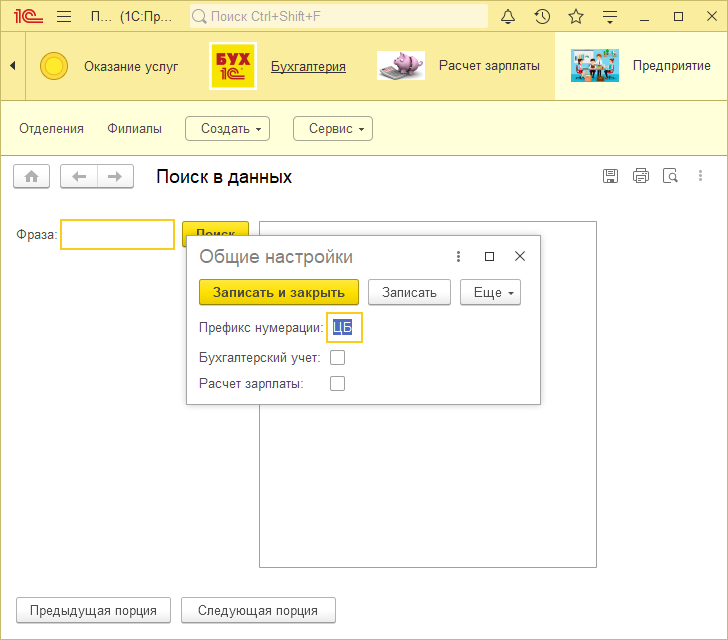 1С П... (1С:Пр... Поиск Ctrl+Shift+F
Оказание услуг БУХ 1С Бухгалтерия Расчет зарплаты Предприятие
Отделения Филиалы Создать Сервис
Поиск в данных
Фраза: Поиск
Общие настройки
Записать и закрыть Записать Еще
Префикс нумерации: ЦБ
Бухгалтерский учет:
Расчет зарплаты:
Предыдущая порция Следующая порция